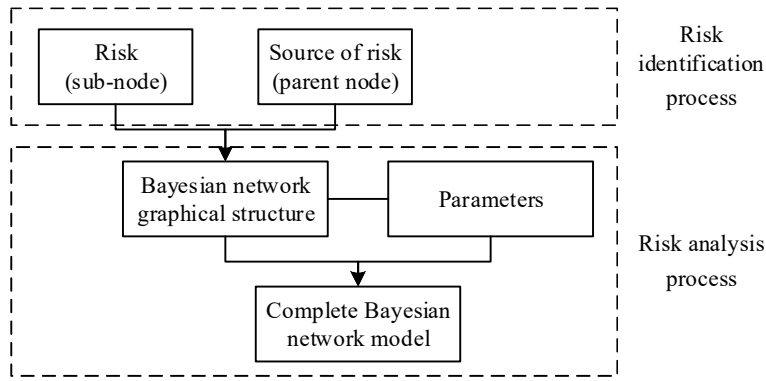 Risk
(sub-node)
Source of risk
(parent node)
Risk
identification
process
Bayesian network
graphical structure
Parameters
Risk analysis
process
Complete Bayesian
network model